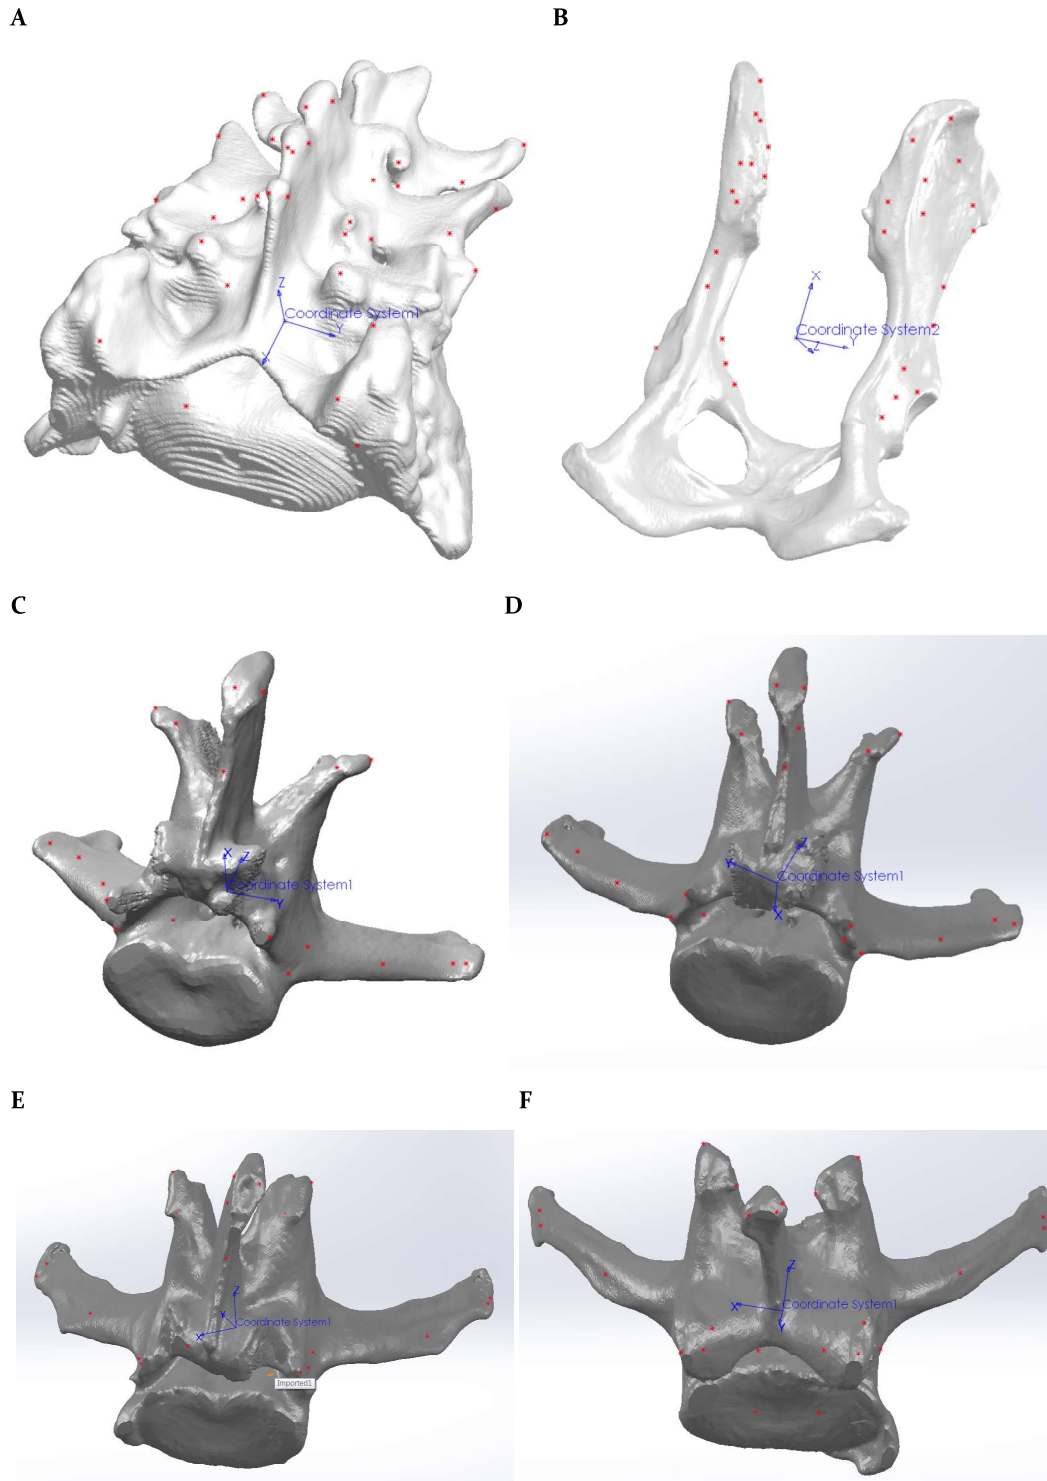 A
B
Z
Coordinate System1
Y
X
X
Coordinate System2
Y
Z
C
D
X
Z
Coordinate System1
Y
Z
Y
Coordinate System1
X
E
F
Z
Y
Coordinate System1
X
Imported1
Z
X
Coordinate System1
Y